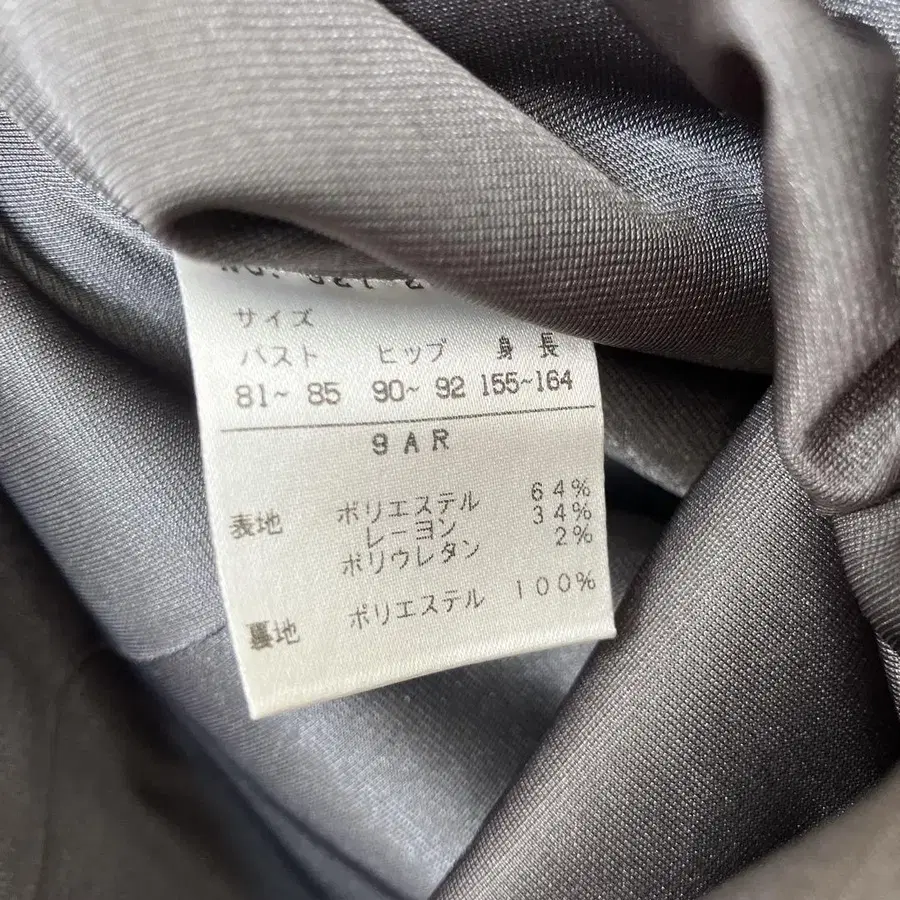 サイズ
バスト ヒップ 身長
81~ 85 90~ 92 155~164
9AR
表地 ポリエステル 64%
レーヨン 34%
ポリウレタン 2%
裏地 ポリエステル 100%